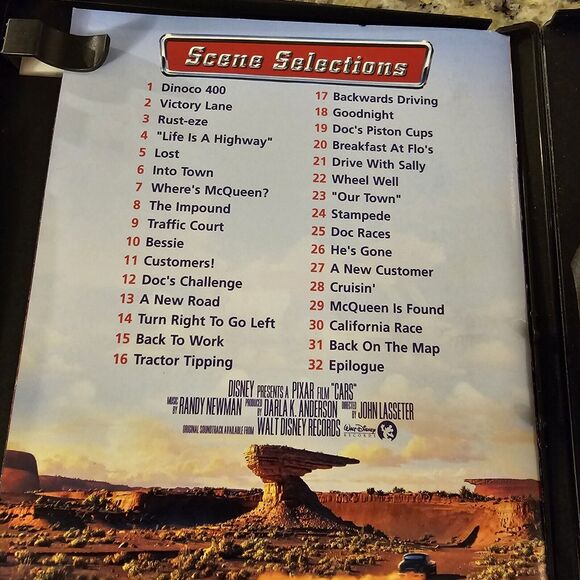 Scene Selections
1 Dinoco 400
2 Victory Lane
3 Rust-eze
4 "Life Is A Highway"
5 Lost
6 Into Town
7 Where's McQueen?
8 The Impound
9 Traffic Court
10 Bessie
11 Customers!
12 Doc's Challenge
13 A New Road
14 Turn Right To Go Left
15 Back To Work
16 Tractor Tipping
17 Backwards Driving
18 Goodnight
19 Doc's Piston Cups
20 Breakfast At Flo's
21 Drive With Sally
22 Wheel Well
23 "Our Town"
24 Stampede
25 Doc Races
26 He's Gone
27 A New Customer
28 Cruisin'
29 McQueen Is Found
30 California Race
31 Back On The Map
32 Epilogue
DISNEY PRESENTS A PIXAR FILM "CARS"
MUSIC BY RANDY NEWMAN PRODUCED BY DARLA K. ANDERSON DIRECTED BY JOHN LASSETER
ORIGINAL SOUNDTRACK AVAILABLE FROM WALT DISNEY RECORDS Walt Disney RECORDS